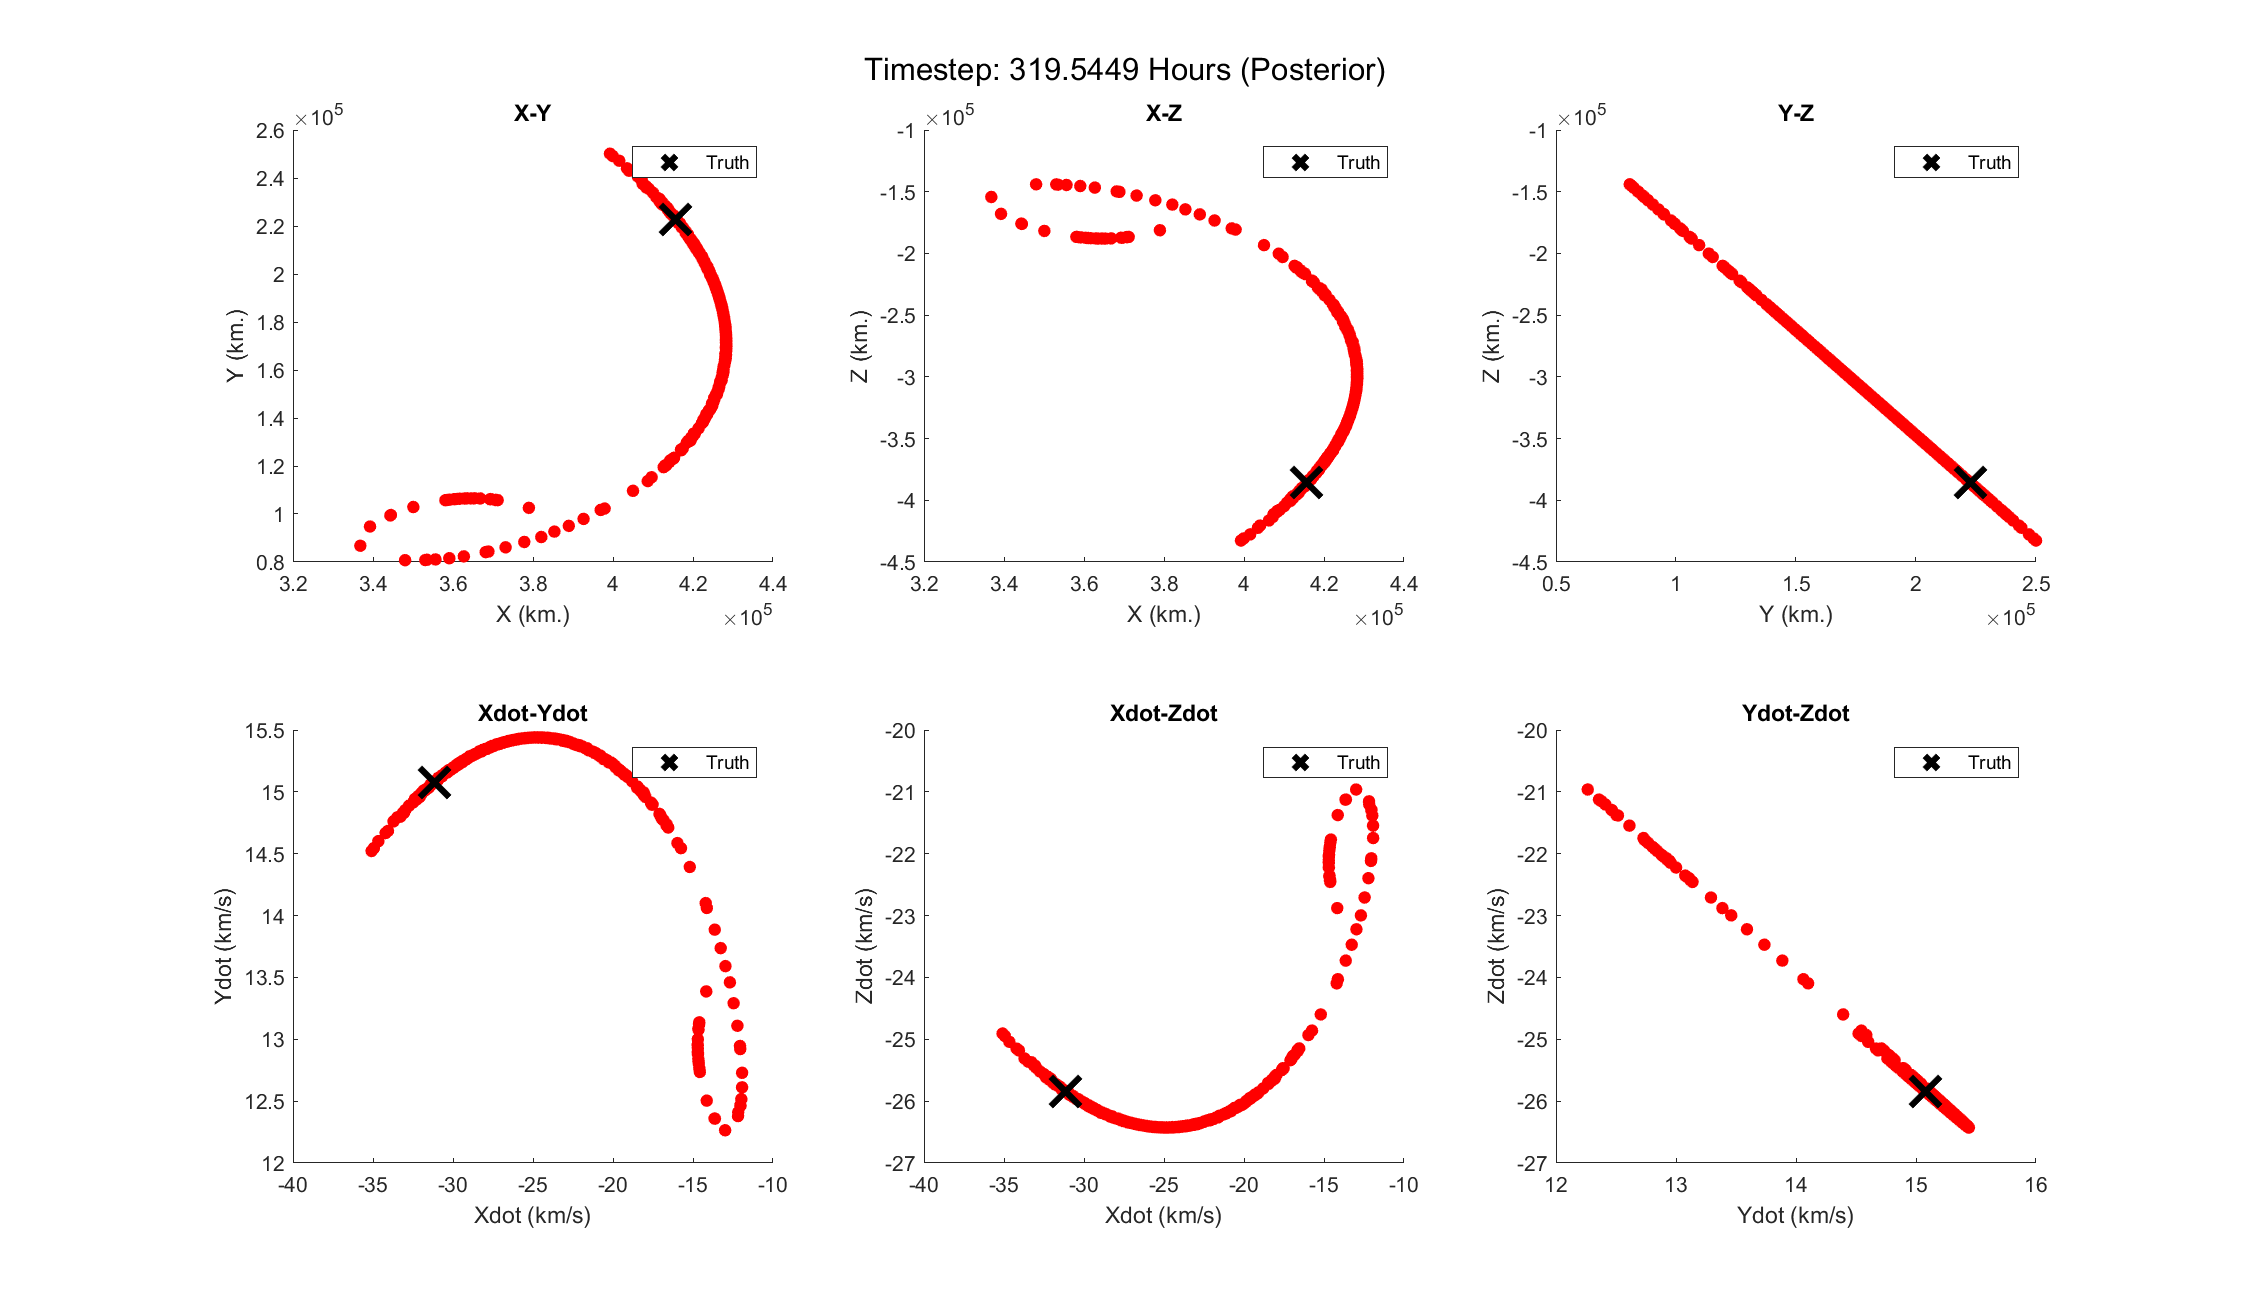 Timestep: 319.5449 Hours (Posterior)
X-Y
×10^5
2.6
2.4
2.2
2
1.8
1.6
1.4
1.2
1
0.8
Y (km.)
Truth
3.2 3.4 3.6 3.8 4 4.2 4.4
X (km.)
×10^5
X-Z
×10^5
-1
-1.5
-2
-2.5
-3
-3.5
-4
-4.5
Z (km.)
Truth
3.2 3.4 3.6 3.8 4 4.2 4.4
X (km.)
×10^5
Y-Z
×10^5
-1
-1.5
-2
-2.5
-3
-3.5
-4
-4.5
Z (km.)
Truth
0.5 1 1.5 2 2.5
Y (km.)
×10^5
Xdot-Ydot
15.5
15
14.5
14
13.5
13
12.5
12
Ydot (km/s)
Truth
-40 -35 -30 -25 -20 -15 -10
Xdot (km/s)
Xdot-Zdot
-20
-21
-22
-23
-24
-25
-26
-27
Zdot (km/s)
Truth
-40 -35 -30 -25 -20 -15 -10
Xdot (km/s)
Ydot-Zdot
-20
-21
-22
-23
-24
-25
-26
-27
Zdot (km/s)
Truth
12 13 14 15 16
Ydot (km/s)